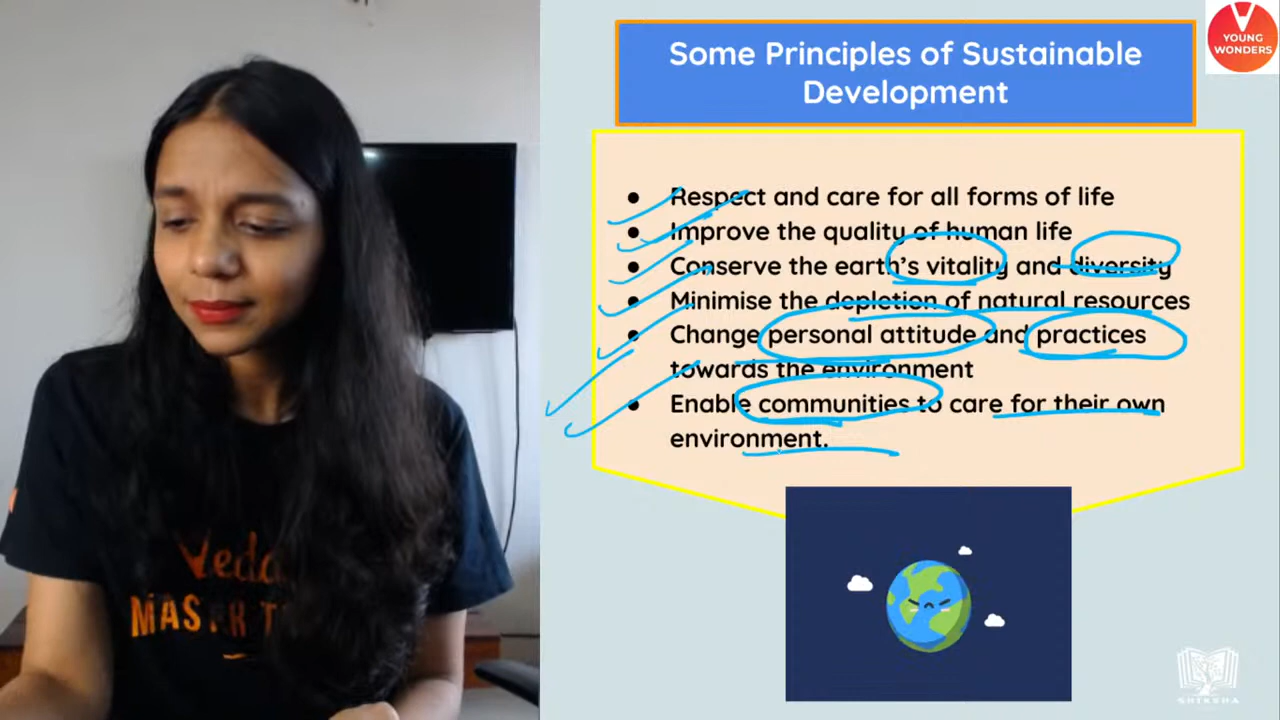 YOUNG
WONDERS
Some Principles of Sustainable
Development
● Respect and care for all forms of life
● Improve the quality of human life
● Conserve the earth's vitality and diversity
● Minimise the depletion of natural resources
● Change personal attitude and practices
towards the environment
● Enable communities to care for their own
environment.
SHIKSHA